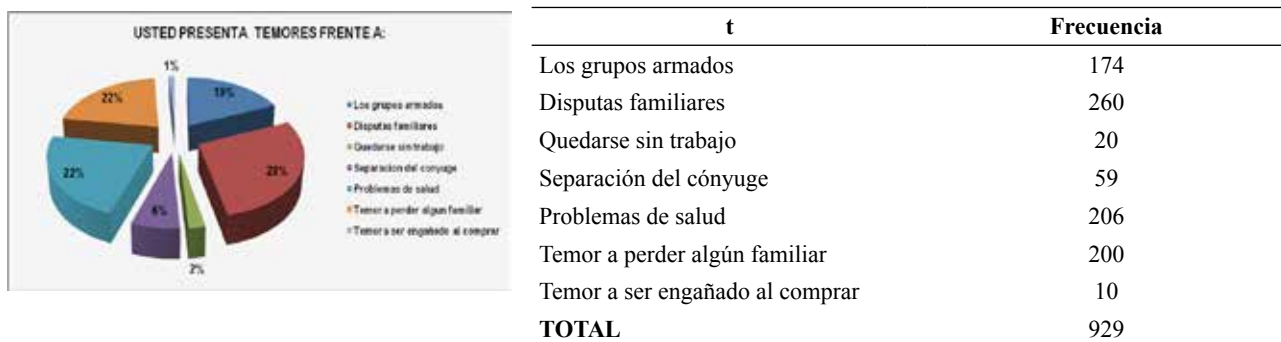 USTED PRESENTA TEMORES FRENTE A:
1%
19%
22%
28%
22%
6%
2%
Los grupos armados
Disputas familiares
Quedarse sin trabajo
Separacion del conyuge
Problemas de salud
Temor a perder algun familiar
Temor a ser engañado al comprar
t Frecuencia
Los grupos armados 174
Disputas familiares 260
Quedarse sin trabajo 20
Separación del cónyuge 59
Problemas de salud 206
Temor a perder algún familiar 200
Temor a ser engañado al comprar 10
TOTAL 929